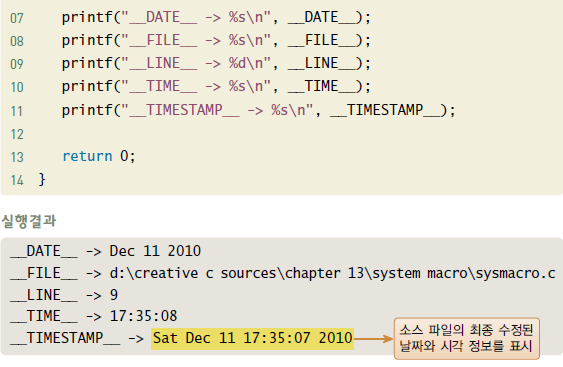 07 printf("__DATE__ -> %s\n", __DATE__);
08 printf("__FILE__ -> %s\n", __FILE__);
09 printf("__LINE__ -> %d\n", __LINE__);
10 printf("__TIME__ -> %s\n", __TIME__);
11 printf("__TIMESTAMP__ -> %s\n", __TIMESTAMP__);
12
13 return 0;
14 }
실행결과
__DATE__ -> Dec 11 2010
__FILE__ -> d:\creative c sources\chapter 13\system macro\sysmacro.c
__LINE__ -> 9
__TIME__ -> 17:35:08
__TIMESTAMP__ -> Sat Dec 11 17:35:07 2010
소스 파일의 최종 수정된
날짜와 시각 정보를 표시